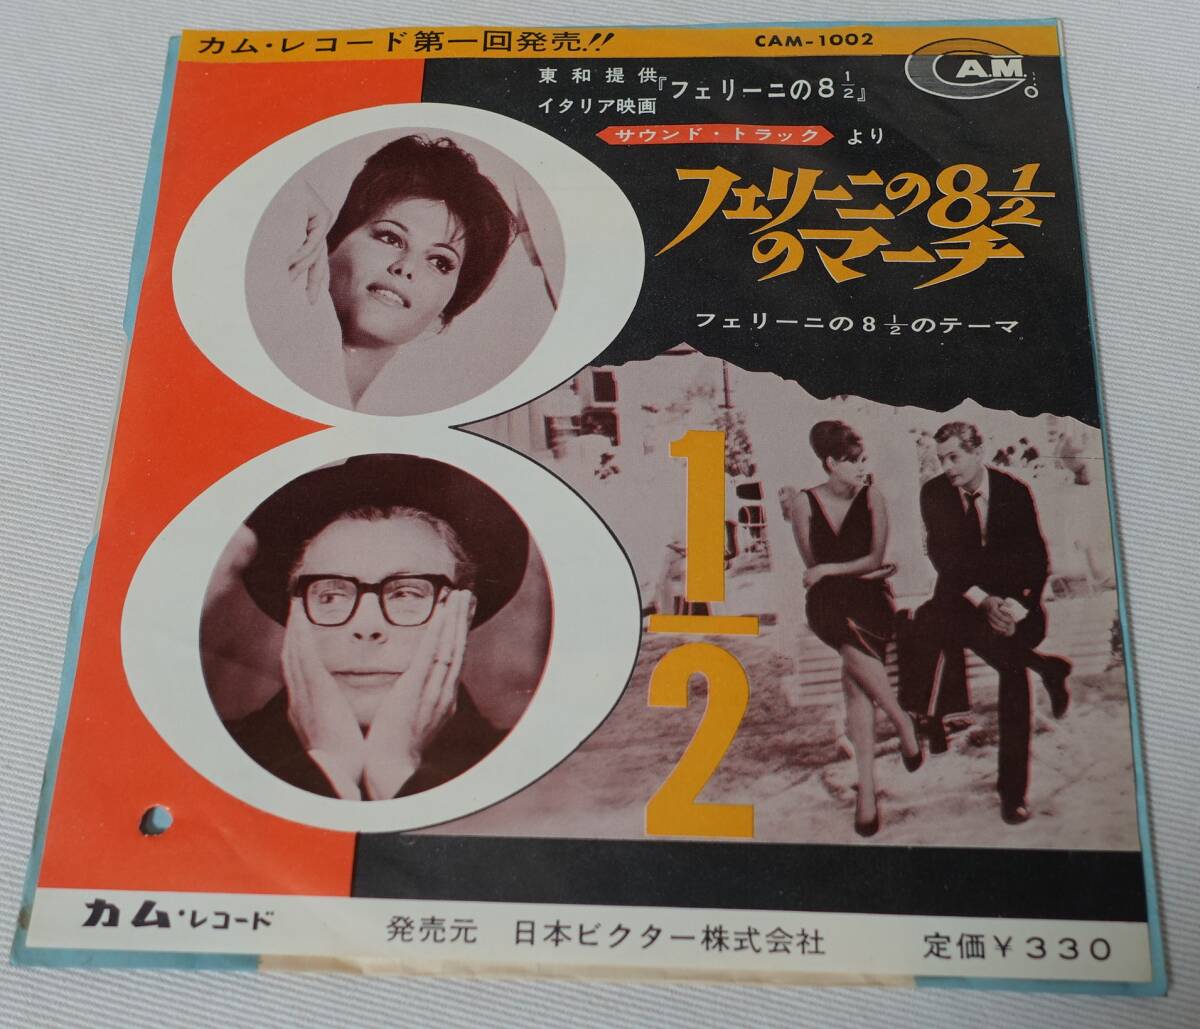 カム・レコード第一回発売!!
CAM-1002
C.A.M.
東和提供
イタリア映画
『フェリーニの8 1/2』
サウンド・トラック より
フェリーニの8 1/2
のマーチ
フェリーニの8 1/2のテーマ
1
2
カム・レコード
発売元 日本ビクター株式会社
定価¥330